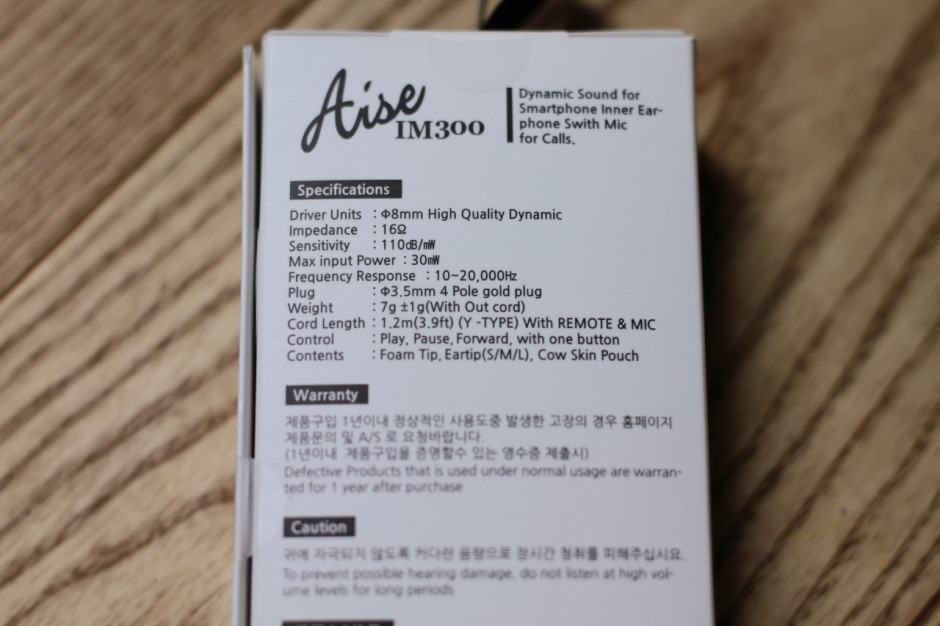 Aise
IM300
Dynamic Sound for
Smartphone Inner Ear-
phone Swith Mic
for Calls.
Specifications
Driver Units : Φ8mm High Quality Dynamic
Impedance : 16Ω
Sensitivity : 110㏈/㎽
Max input Power : 30㎽
Frequency Response : 10~20,000㎐
Plug : Φ3.5mm 4 Pole gold plug
Weight : 7g ±1g(With Out cord)
Cord Length : 1.2m(3.9ft) (Y -TYPE) With REMOTE & MIC
Control : Play, Pause, Forward, with one button
Contents : Foam Tip, Eartip(S/M/L), Cow Skin Pouch
Warranty
제품구입 1년이내 정상적인 사용도중 발생한 고장의 경우 홈페이지
제품문의 및 A/S 로 요청바랍니다.
(1년이내 제품구입을 증명할수 있는 영수증 제출시)
Defective Products that is used under normal usage are warran-
ted for 1 year after purchase
Caution
귀에 자극되지 않도록 커다란 음량으로 장시간 청취를 피해주십시요.
To prevent possible hearing damage, do not listen at high vol-
ume levels for long periods